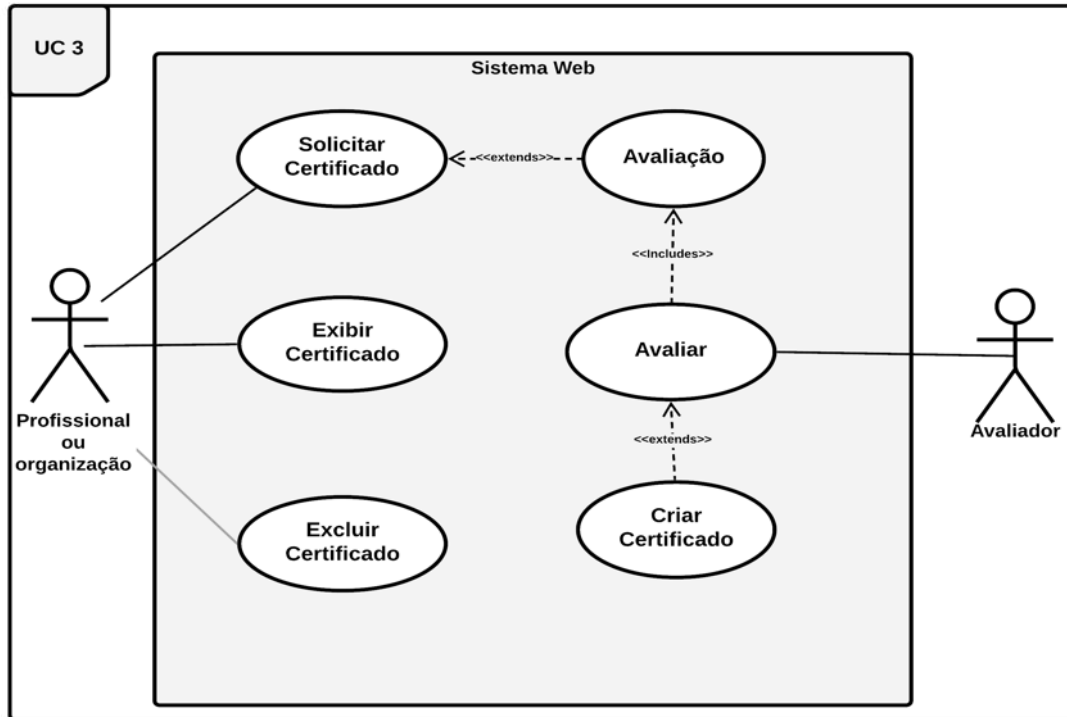 UC 3
Sistema Web
Solicitar
Certificado
<<extends>>
Avaliação
<<Includes>>
Exibir
Certificado
Avaliar
Profissional
ou
organização
Avaliador
<<extends>>
Excluir
Certificado
Criar
Certificado